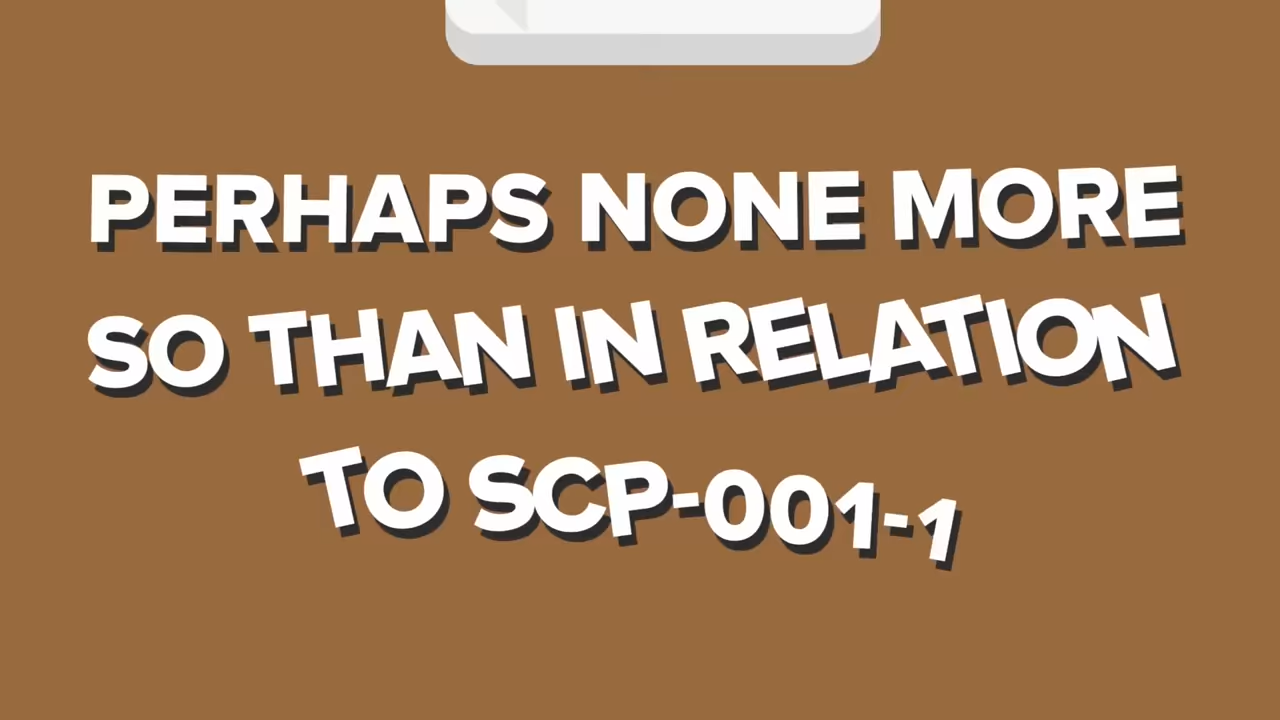 PERHAPS NONE MORE
SO THAN IN RELATION
TO SCP-001-1